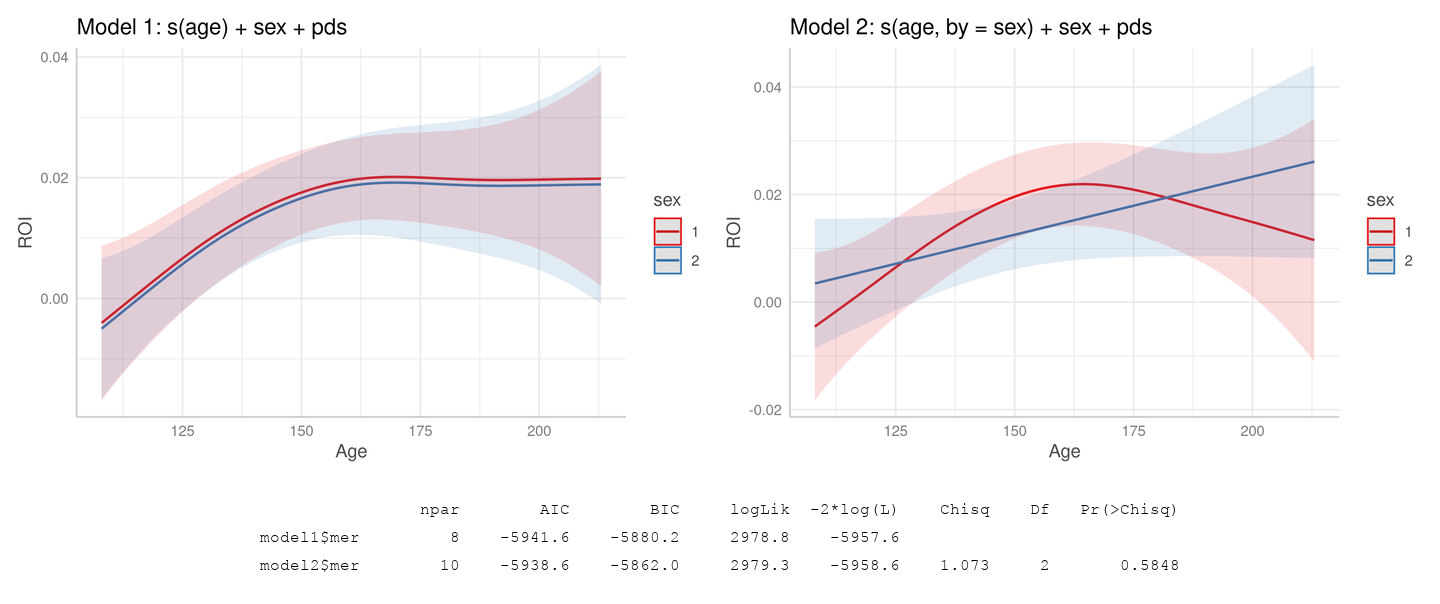 Model 1: s(age) + sex + pds
0.04
0.02
0.00
ROI
125 150 175 200
Age
sex
1
2
Model 2: s(age, by = sex) + sex + pds
0.04
0.02
0.00
-0.02
ROI
125 150 175 200
Age
sex
1
2
npar AIC BIC logLik -2*log(L) Chisq Df Pr(>Chisq)
model1$mer 8 -5941.6 -5880.2 2978.8 -5957.6
model2$mer 10 -5938.6 -5862.0 2979.3 -5958.6 1.073 2 0.5848